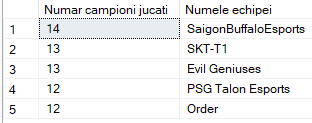 Numar campioni jucati Numele echipei
1 14 SaigonBuffaloEsports
2 13 SKT-T1
3 13 Evil Geniuses
4 12 PSG Talon Esports
5 12 Order